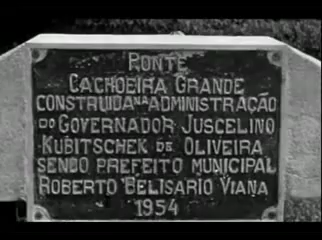 PONTE
CACHOEIRA GRANDE
CONSTRUIDA NA ADMINISTRAÇÃO
DO GOVERNADOR JUSCELINO
KUBITSCHEK DE OLIVEIRA
SENDO PREFEITO MUNICIPAL
ROBERTO BELISARIO VIANA
1954